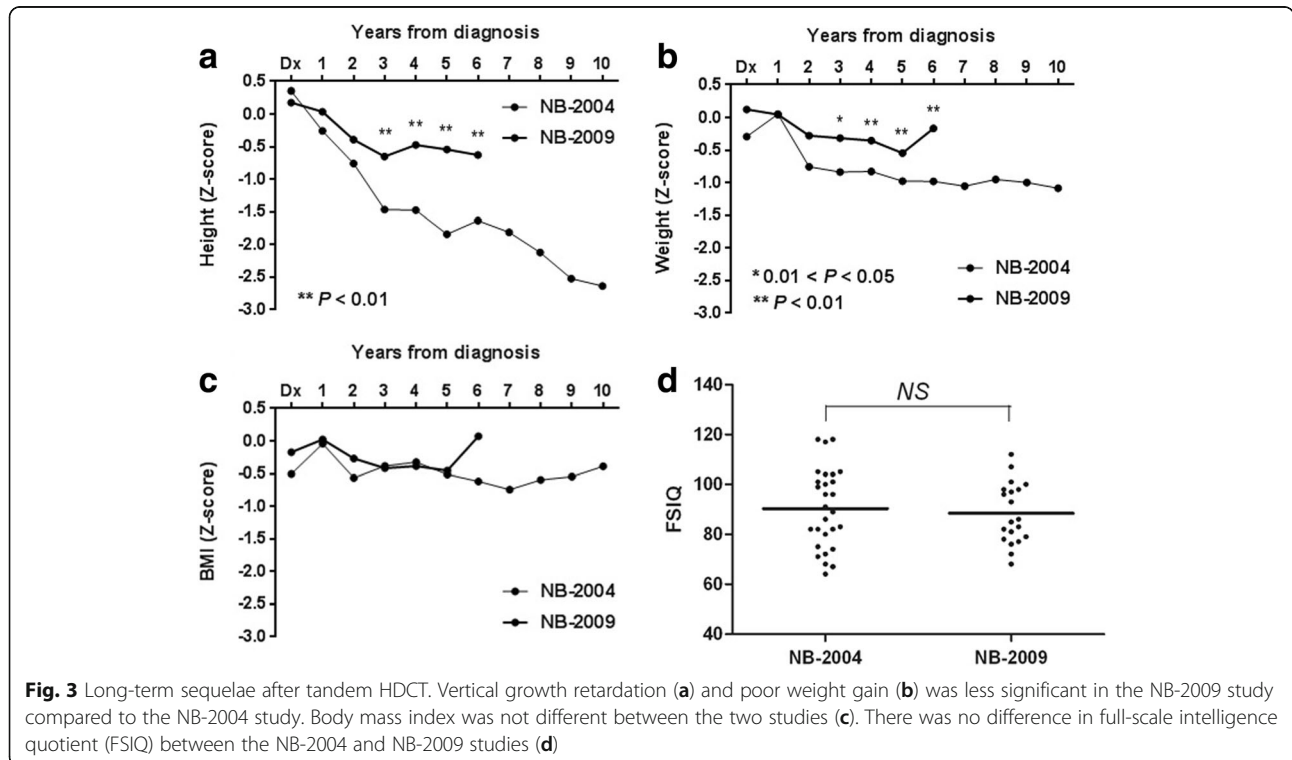 Years from diagnosis
a
Dx 1 2 3 4 5 6 7 8 9 10
0.5
0.0
-0.5
-1.0
-1.5
-2.0
-2.5
-3.0
Height (Z-score)
NB-2004
NB-2009
** ** ** **
** P < 0.01
Years from diagnosis
b
Dx 1 2 3 4 5 6 7 8 9 10
0.5
0.0
-0.5
-1.0
-1.5
-2.0
-2.5
-3.0
Weight (Z-score)
* ** ** **
* 0.01 < P < 0.05
** P < 0.01
NB-2004
NB-2009
Years from diagnosis
c
Dx 1 2 3 4 5 6 7 8 9 10
0.5
0.0
-0.5
-1.0
-1.5
-2.0
-2.5
-3.0
BMI (Z-score)
NB-2004
NB-2009
d
NS
140
120
100
80
60
40
FSIQ
NB-2004 NB-2009
Fig. 3 Long-term sequelae after tandem HDCT. Vertical growth retardation (a) and poor weight gain (b) was less significant in the NB-2009 study
compared to the NB-2004 study. Body mass index was not different between the two studies (c). There was no difference in full-scale intelligence
quotient (FSIQ) between the NB-2004 and NB-2009 studies (d)